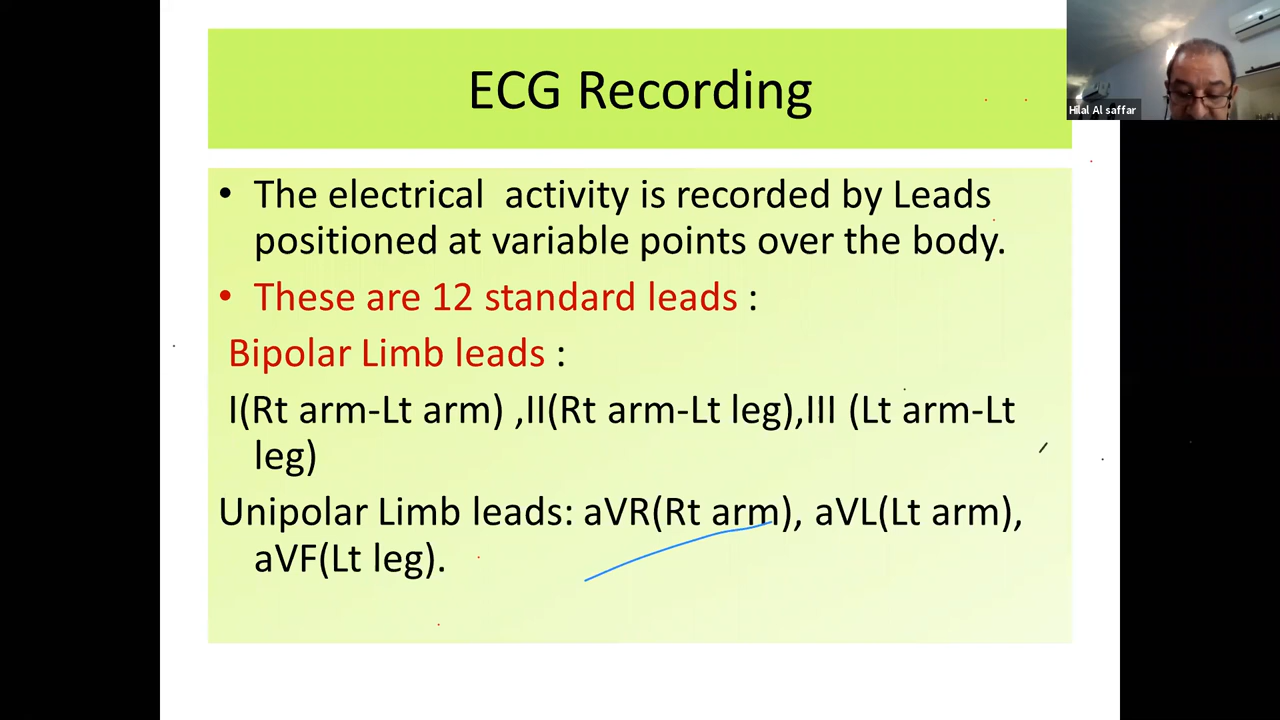 ECG Recording
Hilal Al saffar
• The electrical activity is recorded by Leads
positioned at variable points over the body.
• These are 12 standard leads :
Bipolar Limb leads :
I(Rt arm-Lt arm) ,II(Rt arm-Lt leg),III (Lt arm-Lt
leg)
Unipolar Limb leads: aVR(Rt arm), aVL(Lt arm),
aVF(Lt leg).